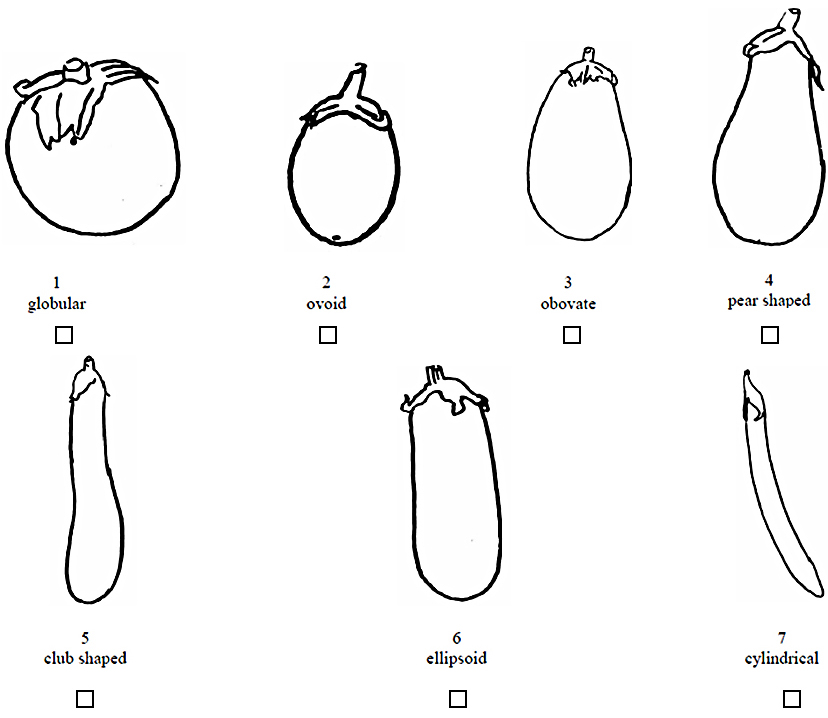 1
globular
2
ovoid
3
obovate
4
pear shaped
5
club shaped
6
ellipsoid
7
cylindrical